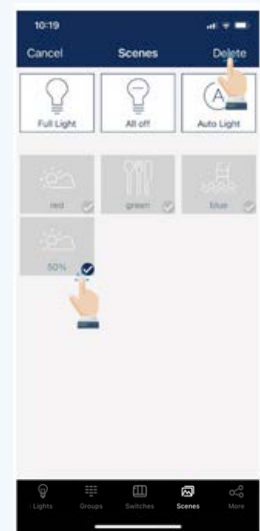 10:19
Cancel Scenes Delete
Full Light All off Auto Light
red green blue
50%
Lights Groups Switches Scenes More